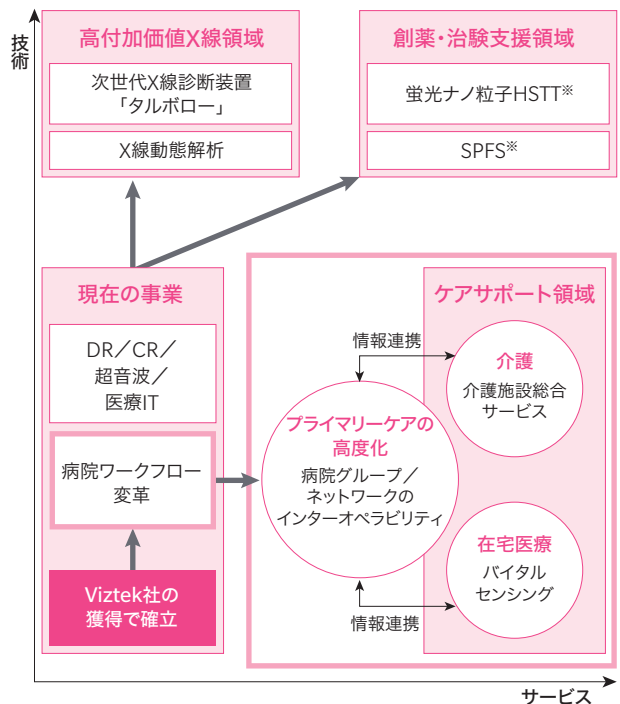 技術
高付加価値X線領域
次世代X線診断装置
「タルボロー」
X線動態解析
創薬・治験支援領域
蛍光ナノ粒子HSTT※
SPFS※
現在の事業
DR／CR／
超音波／
医療IT
病院ワークフロー
変革
Viztek社の
獲得で確立
ケアサポート領域
情報連携
介護
介護施設総合
サービス
プライマリーケアの
高度化
病院グループ／
ネットワークの
インターオペラビリティ
在宅医療
バイタル
センシング
情報連携
サービス